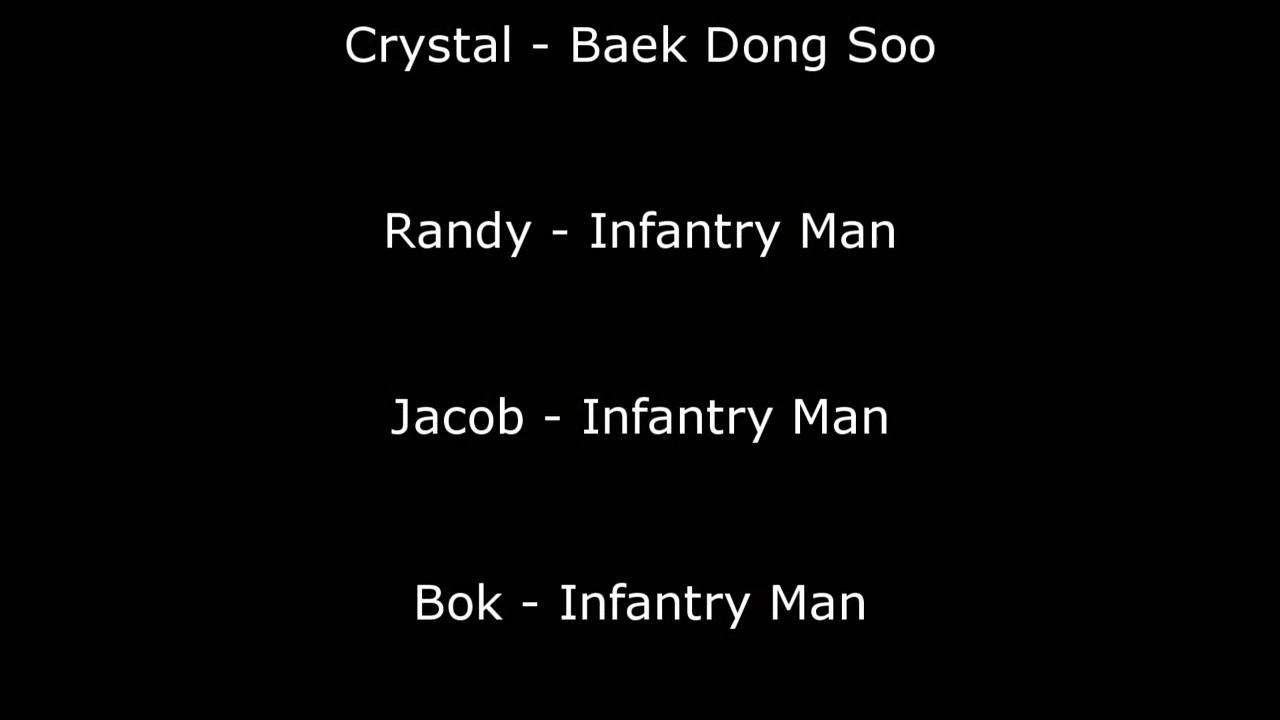 Crystal - Baek Dong Soo
Randy - Infantry Man
Jacob - Infantry Man
Bok - Infantry Man